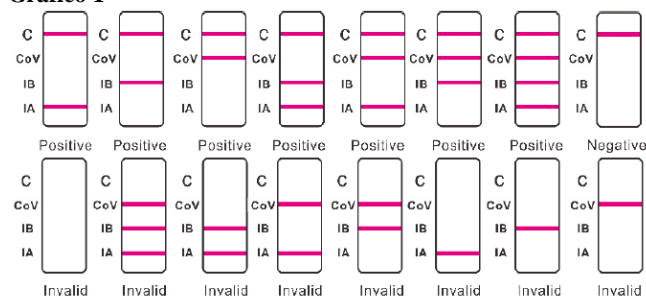 Gráfico 1
C C C C C C C C
CoV CoV CoV CoV CoV CoV CoV CoV
IB IB IB IB IB IB IB IB
IA IA IA IA IA IA IA IA
Positive Positive Positive Positive Positive Positive Positive Negative
C C C C C C C C
CoV CoV CoV CoV CoV CoV CoV CoV
IB IB IB IB IB IB IB IB
IA IA IA IA IA IA IA IA
Invalid Invalid Invalid Invalid Invalid Invalid Invalid Invalid